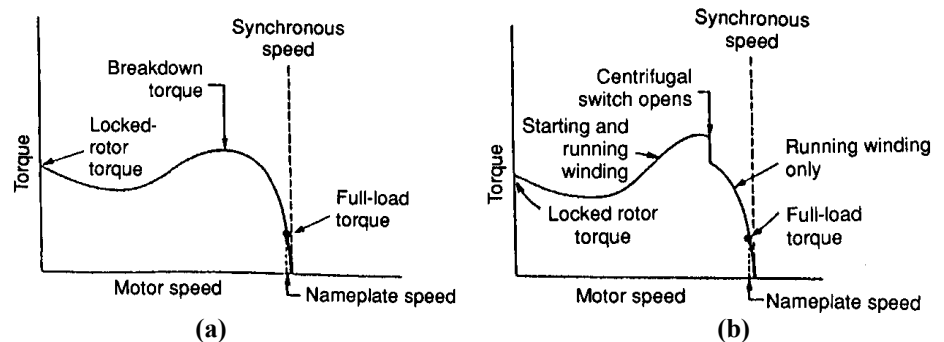 Synchronous
speed
Breakdown
torque
Locked-
rotor
torque
Torque
Full-load
torque
Motor speed
Nameplate speed
(a)
Synchronous
speed
Centrifugal
switch opens
Starting and
running
winding
Running winding
only
Torque
Locked rotor
torque
Full-load
torque
Motor speed
Nameplate speed
(b)